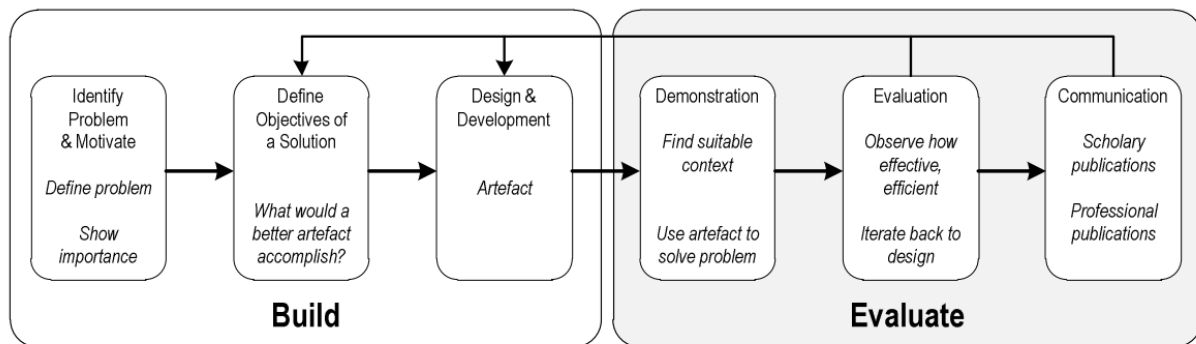 Identify
Problem
& Motivate
Define problem
Show
importance
Define
Objectives of
a Solution
What would a
better artefact
accomplish?
Design &
Development
Artefact
Build
Demonstration
Find suitable
context
Use artefact to
solve problem
Evaluation
Observe how
effective,
efficient
Iterate back to
design
Communication
Scholary
publications
Professional
publications
Evaluate